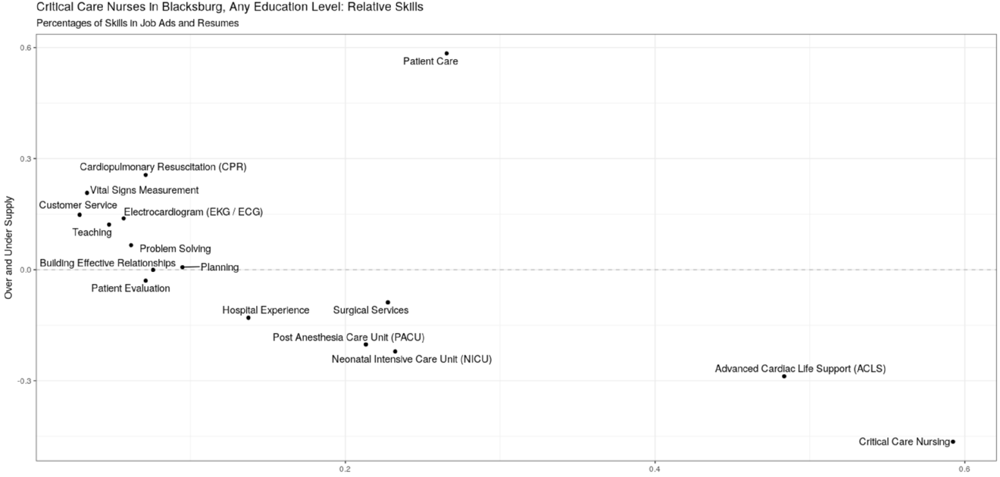 Critical Care Nurses in Blacksburg, Any Education Level: Relative Skills
Percentages of Skills in Job Ads and Resumes
0.6
Patient Care
0.3
Cardiopulmonary Resuscitation (CPR)
Vital Signs Measurement
Customer Service
Electrocardiogram (EKG / ECG)
Teaching
Problem Solving
Building Effective Relationships
Planning
0.0
Patient Evaluation
Over and Under Supply
Hospital Experience
Surgical Services
Post Anesthesia Care Unit (PACU)
Neonatal Intensive Care Unit (NICU)
Advanced Cardiac Life Support (ACLS)
-0.3
Critical Care Nursing
0.2
0.4
0.6